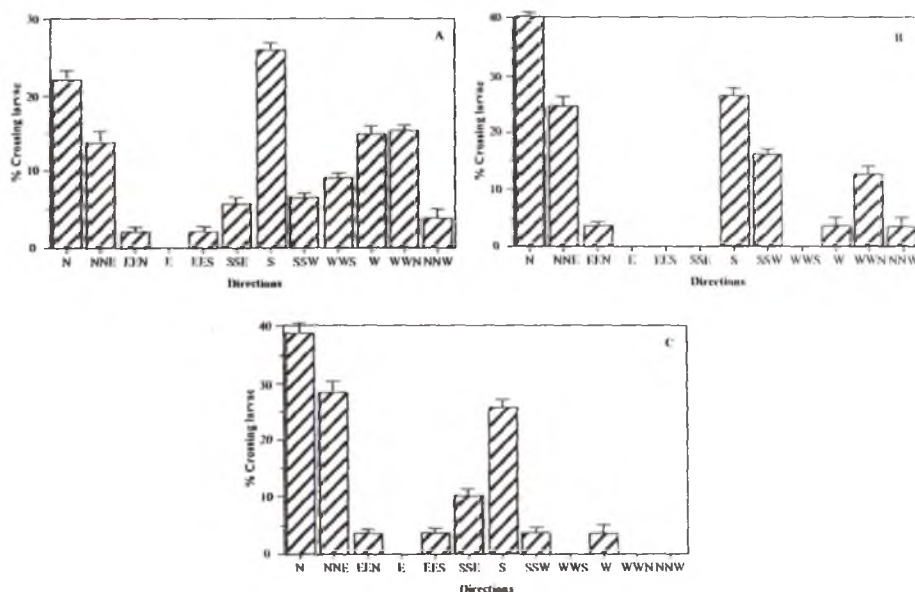 30%
A
20
10
0
% Crossing larvae
N NNE EEN E EES SSE S SSW WWS W WWN NNW
Directions
60%
B
30
20
10
0
% Crossing larvae
N NNE EEN E EES SSE S SSW WWS W WWN NNW
Directions
40
C
30
20
10
0
% Crossing larvae
N NNE EEN E EES SSE S SSW WWS W WWN NNW
Directions